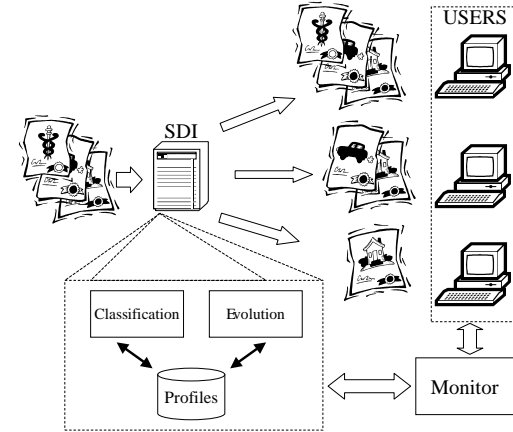 USERS
SDI
Classification
Evolution
Profiles
Monitor